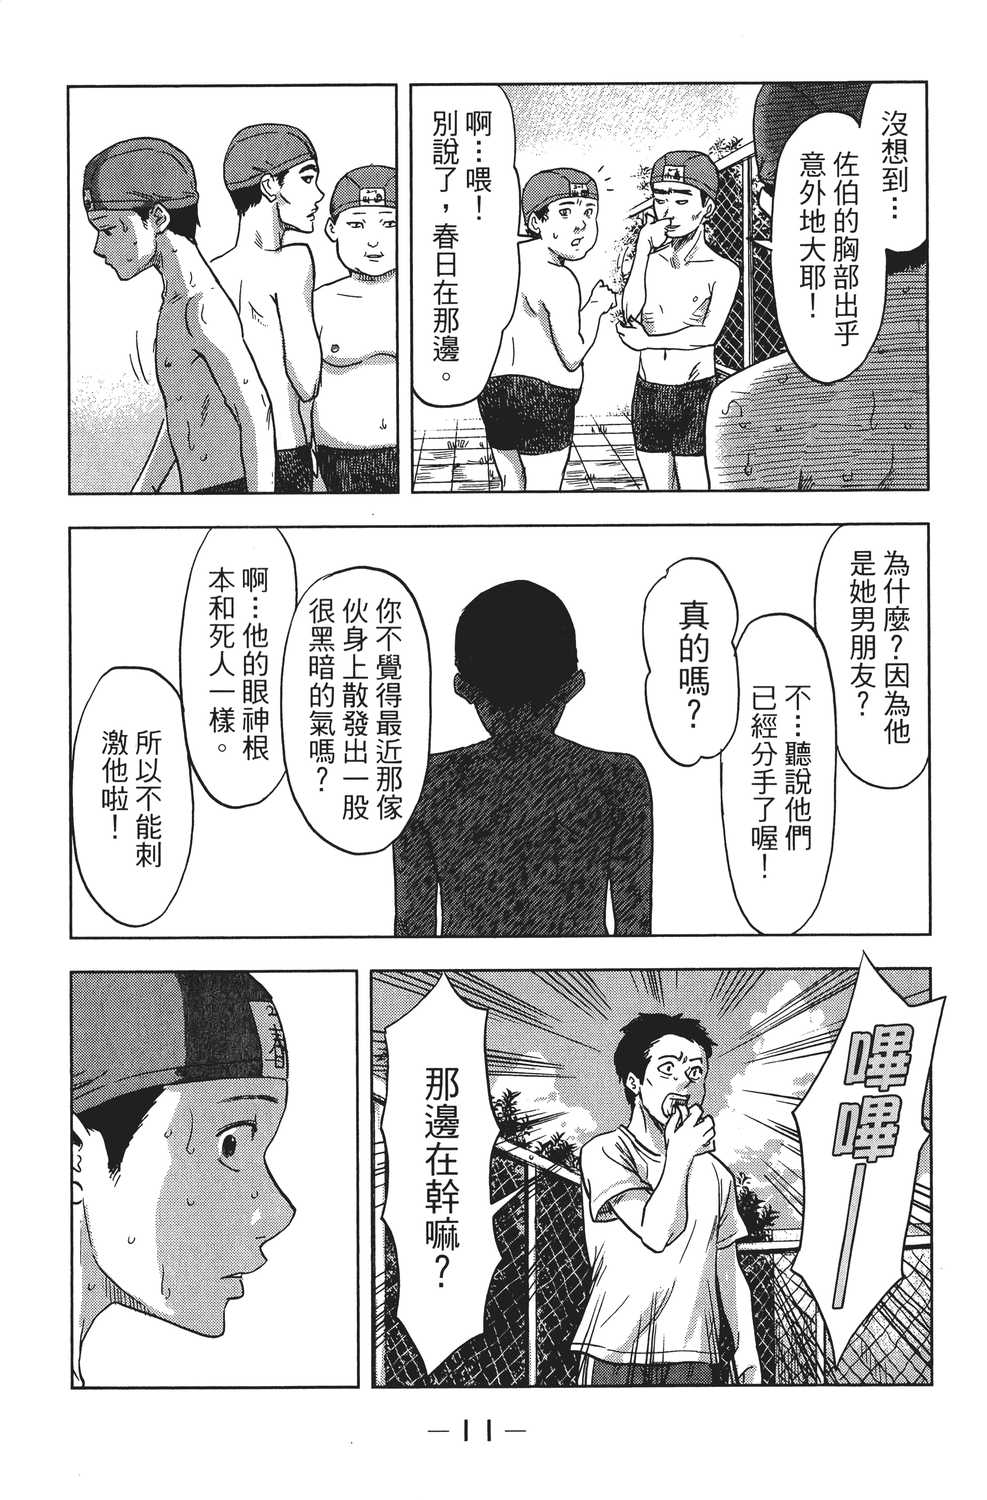 沒想到…
佐伯的胸部出乎
意外地大耶！
啊…喂！
別說了，春日在那邊。
為什麼？因為他
是她男朋友？
不…聽說他們
已經分手了喔！
真的嗎？
你不覺得最近那傢
伙身上散發出一股
很黑暗的氣嗎？
啊…他的眼神根
本和死人一樣。
所以不能刺
激他啦！
嗶嗶——
那邊在幹嘛？
春日
— 11 —